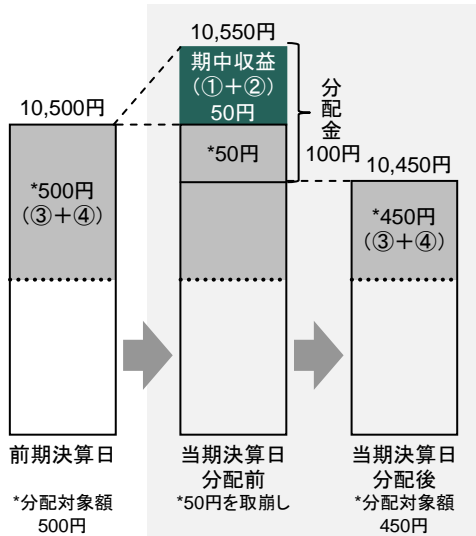 10,500円
*500円
(③+④)
前期決算日
*分配対象額
500円
10,550円
期中収益
(①+②)
50円
*50円
分
配
金
100円
当期決算日
分配前
*50円を取崩し
10,450円
*450円
(③+④)
当期決算日
分配後
*分配対象額
450円